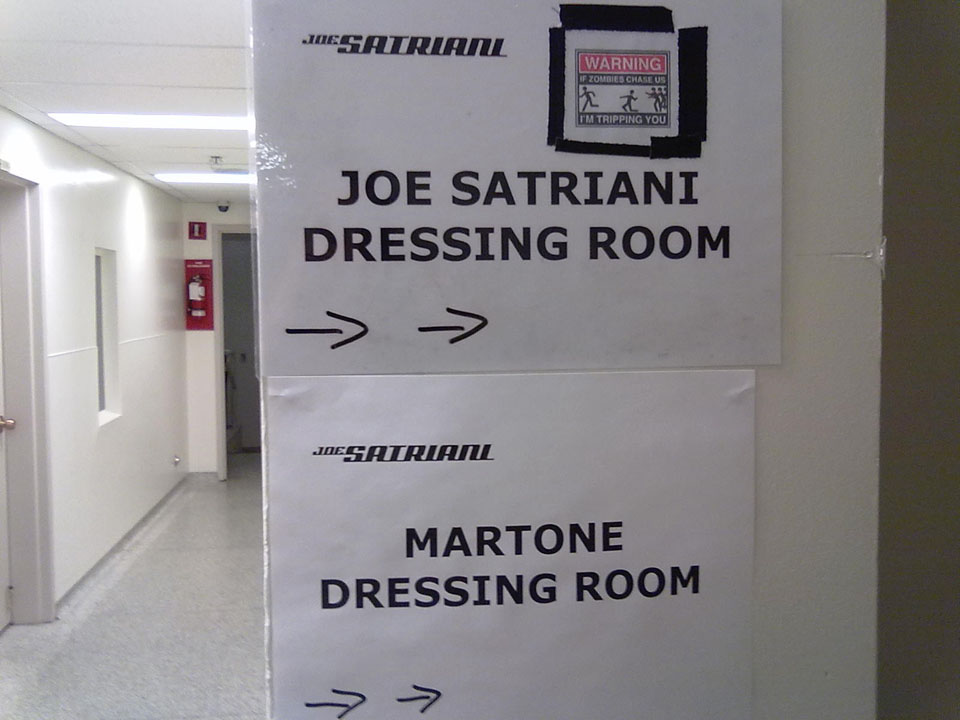 JOE SATRIANI
WARNING
IF ZOMBIES CHASE US
I'M TRIPPING YOU
JOE SATRIANI
DRESSING ROOM
JOE SATRIANI
MARTONE
DRESSING ROOM